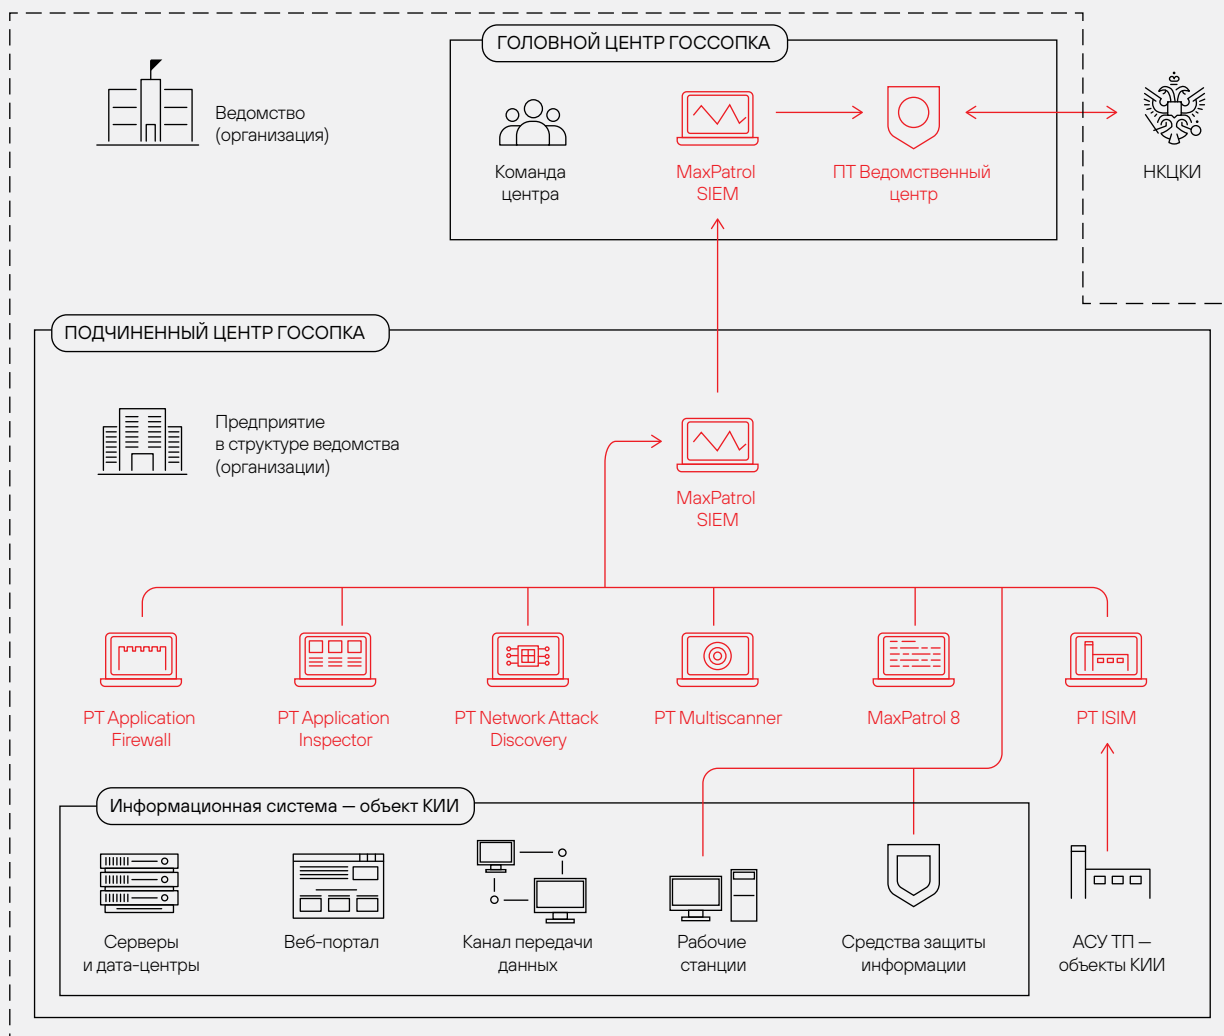 ГОЛОВНОЙ ЦЕНТР ГОССОПКА
Ведомство
(организация)
Команда
центра
MaxPatrol
SIEM
ПТ Ведомственный
центр
НКЦКИ
ПОДЧИНЕННЫЙ ЦЕНТР ГОСОПКА
Предприятие
в структуре ведомства
(организации)
MaxPatrol
SIEM
PT Application
Firewall
PT Application
Inspector
PT Network Attack
Discovery
PT Multiscanner
MaxPatrol 8
PT ISIM
Информационная система — объект КИИ
Серверы
и дата-центры
Веб-портал
Канал передачи
данных
Рабочие
станции
Средства защиты
информации
АСУ ТП —
объекты КИИ